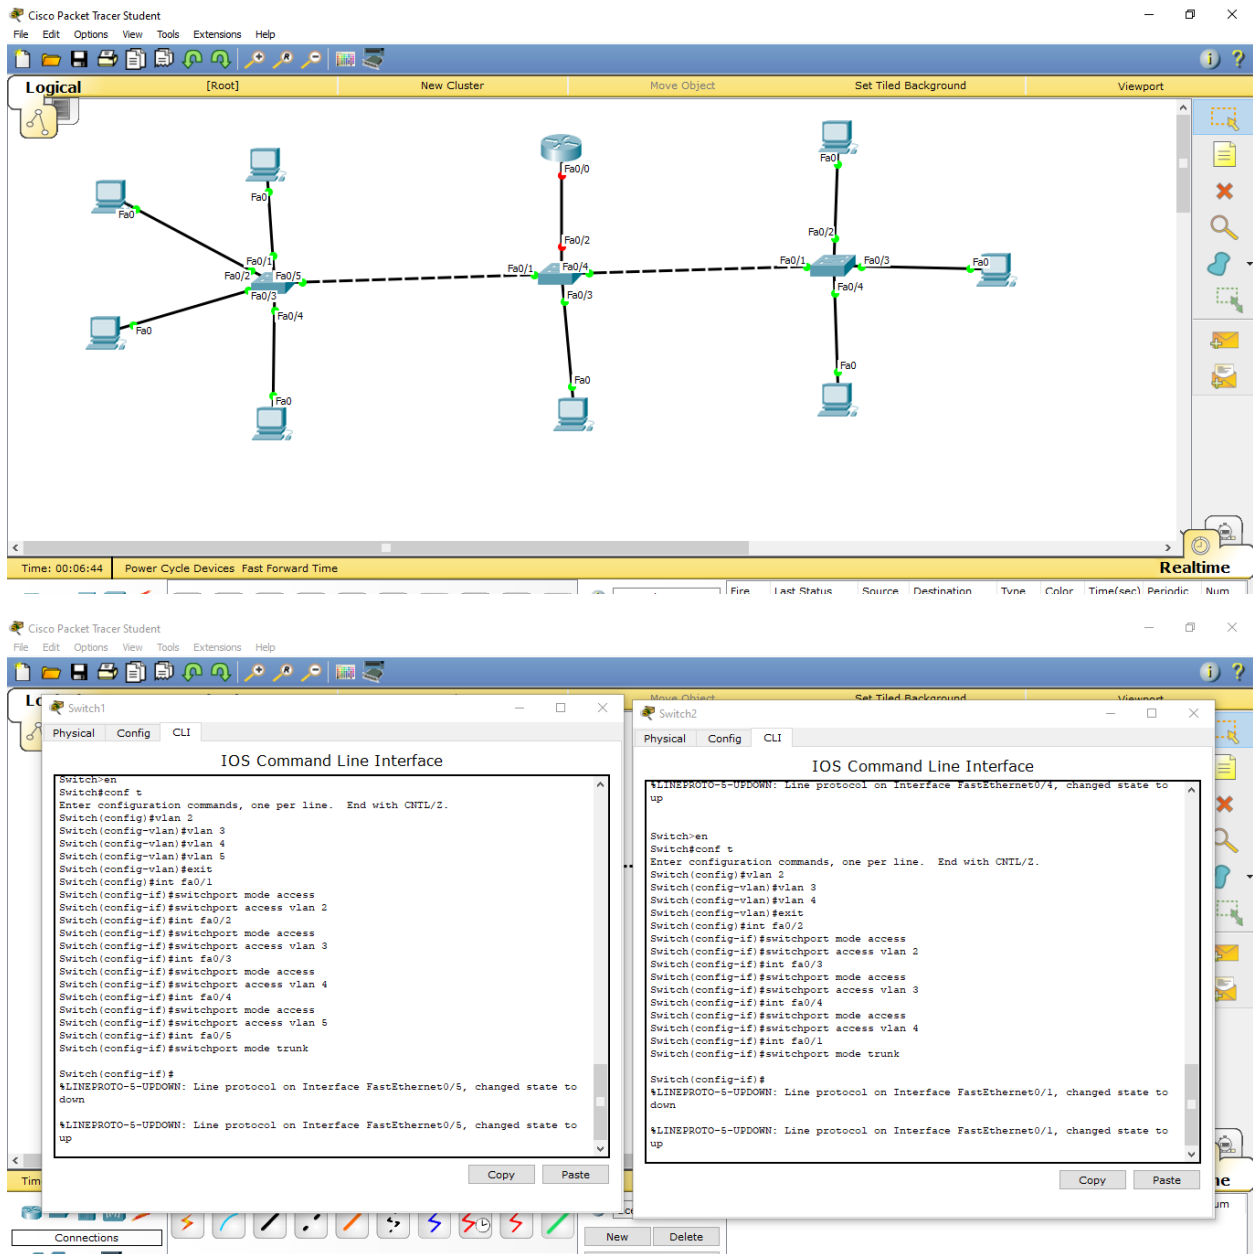 Cisco Packet Tracer Student
File Edit Options View Tools Extensions Help
Logical [Root] New Cluster Move Object Set Tiled Background Viewport
Fa0
Fa0/0
Fa0
Fa0
Fa0/2
Fa0/2
Fa0/1
Fa0/2 Fa0/5
Fa0/1 Fa0/4
Fa0/1 Fa0/3
Fa0
Fa0/3
Fa0/3
Fa0/4
Fa0/4
Fa0
Fa0
Fa0
Fa0
Time: 00:06:44 Power Cycle Devices Fast Forward Time
Realtime
Fire Last Status Source Destination Type Color Time(sec) Periodic Num
Cisco Packet Tracer Student
File Edit Options View Tools Extensions Help
Move Object Set Tiled Background Viewport
Switch1
Physical Config CLI
IOS Command Line Interface
Switch>en
Switch#conf t
Enter configuration commands, one per line. End with CNTL/Z.
Switch(config)#vlan 2
Switch(config-vlan)#vlan 3
Switch(config-vlan)#vlan 4
Switch(config-vlan)#vlan 5
Switch(config-vlan)#exit
Switch(config)#int fa0/1
Switch(config-if)#switchport mode access
Switch(config-if)#switchport access vlan 2
Switch(config-if)#int fa0/2
Switch(config-if)#switchport mode access
Switch(config-if)#switchport access vlan 3
Switch(config-if)#int fa0/3
Switch(config-if)#switchport mode access
Switch(config-if)#switchport access vlan 4
Switch(config-if)#int fa0/4
Switch(config-if)#switchport mode access
Switch(config-if)#switchport access vlan 5
Switch(config-if)#int fa0/5
Switch(config-if)#switchport mode trunk
Switch(config-if)#
%LINEPROTO-5-UPDOWN: Line protocol on Interface FastEthernet0/5, changed state to
down
%LINEPROTO-5-UPDOWN: Line protocol on Interface FastEthernet0/5, changed state to
up
Copy Paste
Switch2
Physical Config CLI
IOS Command Line Interface
%LINEPROTO-5-UPDOWN: Line protocol on Interface FastEthernet0/4, changed state to
up
Switch>en
Switch#conf t
Enter configuration commands, one per line. End with CNTL/Z.
Switch(config)#vlan 2
Switch(config-vlan)#vlan 3
Switch(config-vlan)#vlan 4
Switch(config-vlan)#exit
Switch(config)#int fa0/2
Switch(config-if)#switchport mode access
Switch(config-if)#switchport access vlan 2
Switch(config-if)#int fa0/3
Switch(config-if)#switchport mode access
Switch(config-if)#switchport access vlan 3
Switch(config-if)#int fa0/4
Switch(config-if)#switchport mode access
Switch(config-if)#switchport access vlan 4
Switch(config-if)#int fa0/1
Switch(config-if)#switchport mode trunk
Switch(config-if)#
%LINEPROTO-5-UPDOWN: Line protocol on Interface FastEthernet0/1, changed state to
down
%LINEPROTO-5-UPDOWN: Line protocol on Interface FastEthernet0/1, changed state to
up
Copy Paste
Connections
New Delete